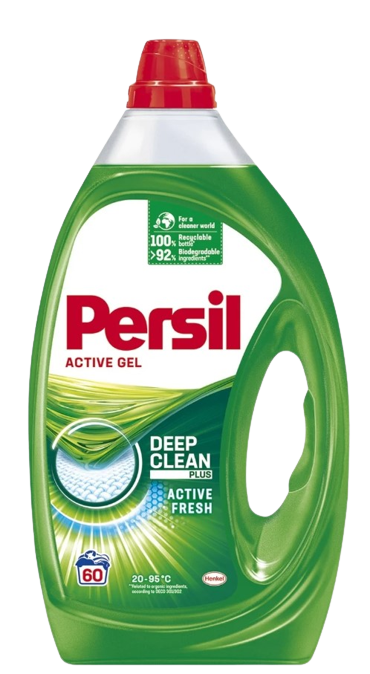 For a
cleaner world
100% Recyclable
bottle*
>92% Biodegradable
ingredients**
Persil
ACTIVE GEL
DEEP
CLEAN
PLUS
ACTIVE
FRESH
60
20-95°C
Henkel